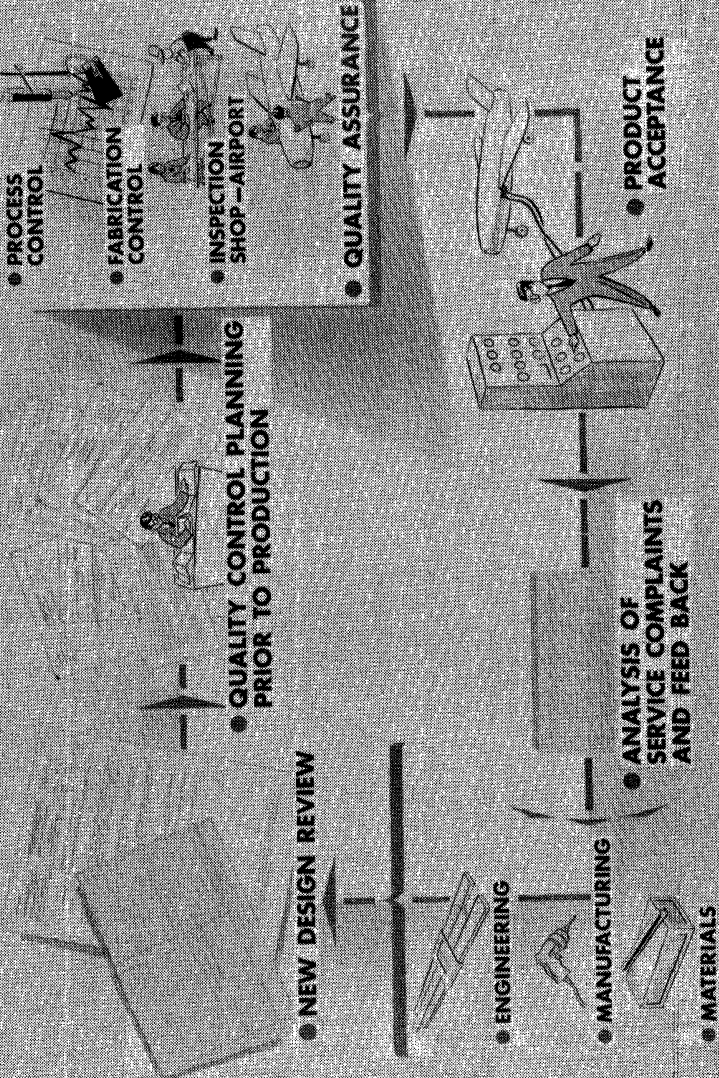 ● NEW DESIGN REVIEW
● QUALITY CONTROL PLANNING
PRIOR TO PRODUCTION
● PROCESS
CONTROL
● FABRICATION
CONTROL
● INSPECTION
SHOP–AIRPORT
● QUALITY ASSURANCE
● PRODUCT
ACCEPTANCE
● ANALYSIS OF
SERVICE COMPLAINTS
AND FEED BACK
● ENGINEERING
● MANUFACTURING
● MATERIALS